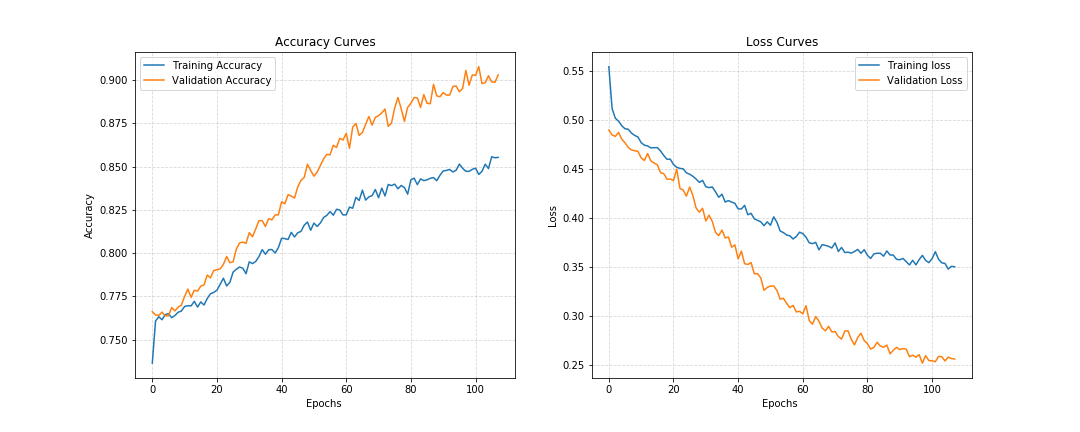 Accuracy Curves
Training Accuracy
Validation Accuracy
0.900
0.875
0.850
0.825
0.800
0.775
0.750
Accuracy
0 20 40 60 80 100
Epochs
Loss Curves
Training loss
Validation Loss
0.55
0.50
0.45
0.40
0.35
0.30
0.25
Loss
0 20 40 60 80 100
Epochs